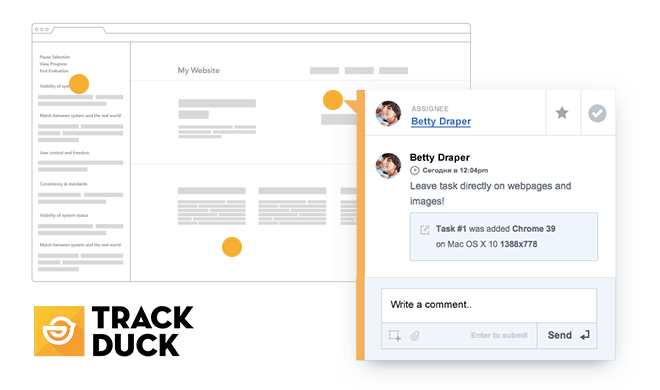 Pause Selection
View Progress
End Evaluation
Visibility of sys
Match between system and the real world
User control and freedom
Consistency & standards
Visibility of system status
Match between system and the real world
My Website
ASSIGNEE
Betty Draper
Betty Draper
Сегодня в 12:04pm
Leave task directly on webpages and
images!
Task #1 was added Chrome 39
on Mac OS X 10 1388x778
Write a comment..
Enter to submit
Send
TRACK
DUCK